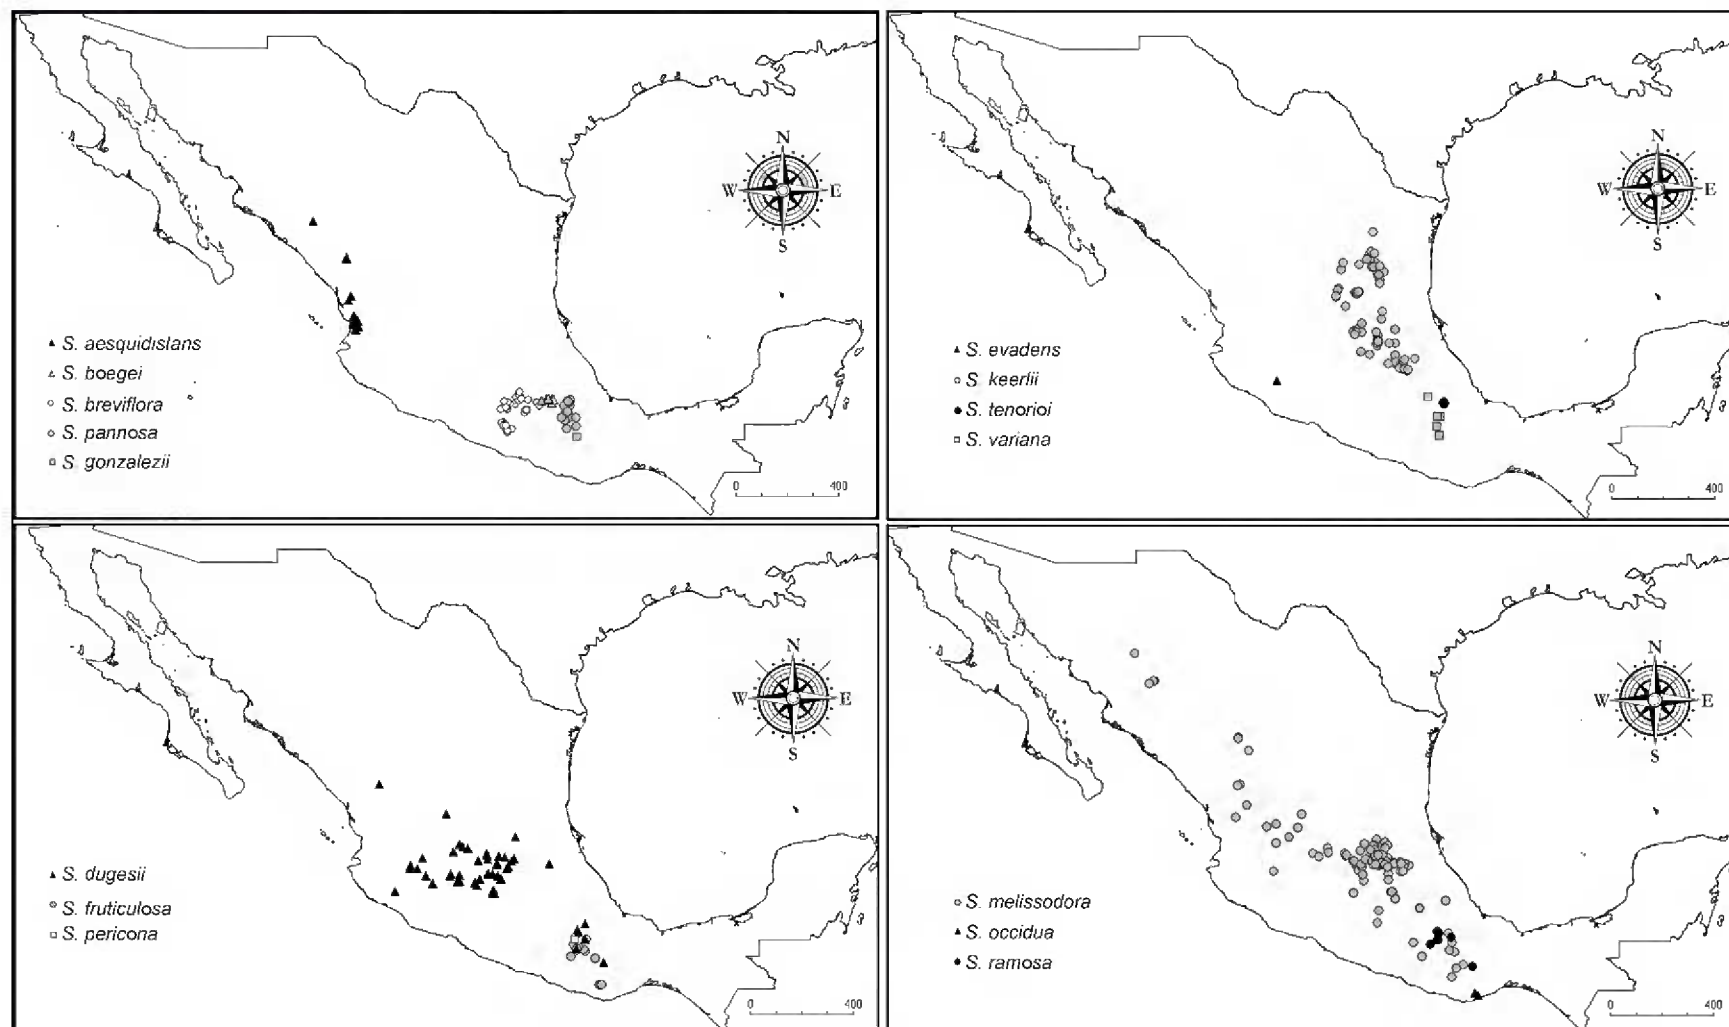 N
W E
S
S. aesquidislans
S. boegei
S. breviflora
S. pannosa
S. gonzalezii
0 400
N
W E
S
S. evadens
S. keerlii
S. tenorioi
S. variana
0 400
N
W E
S
S. dugesii
S. fruticulosa
S. pericona
0 400
N
W E
S
S. melissodora
S. occidua
S. ramosa
0 400